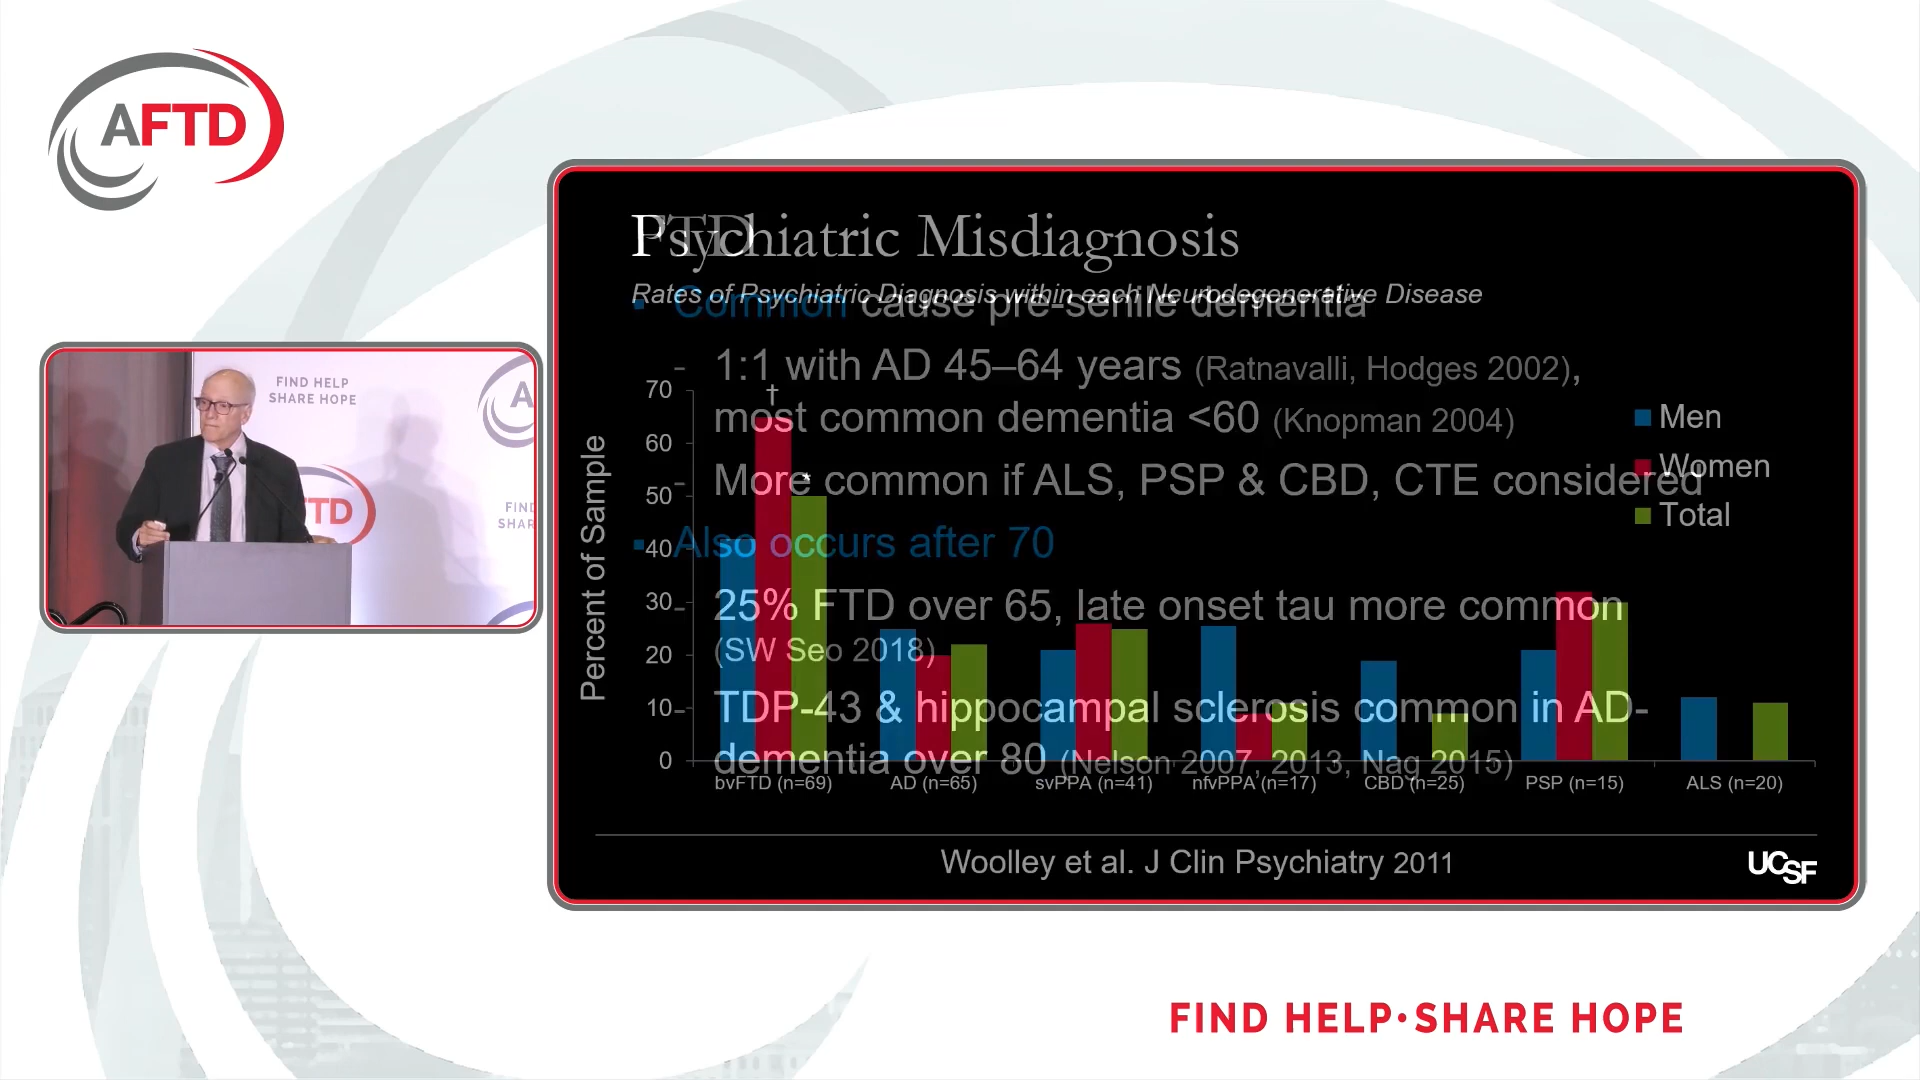 AFTD
FIND HELP
SHARE HOPE
A
FTD
FIND
SHAR
Psychiatric Misdiagnosis
Rates of Psychiatric Diagnosis within each Neurodegenerative Disease
Percent of Sample
70
60
50
40
30
20
10
0
†
*
Men
Women
Total
bvFTD (n=69)
AD (n=65)
svPPA (n=41)
nfvPPA (n=17)
CBD (n=25)
PSP (n=15)
ALS (n=20)
FTD
▪ Common cause pre-senile dementia
– 1:1 with AD 45–64 years (Ratnavalli, Hodges 2002),
most common dementia <60 (Knopman 2004)
– More common if ALS, PSP & CBD, CTE considered
▪ Also occurs after 70
– 25% FTD over 65, late onset tau more common
(SW Seo 2018)
– TDP-43 & hippocampal sclerosis common in AD-
dementia over 80 (Nelson 2007, 2013, Nag 2015)
Woolley et al. J Clin Psychiatry 2011
UCSF
FIND HELP•SHARE HOPE